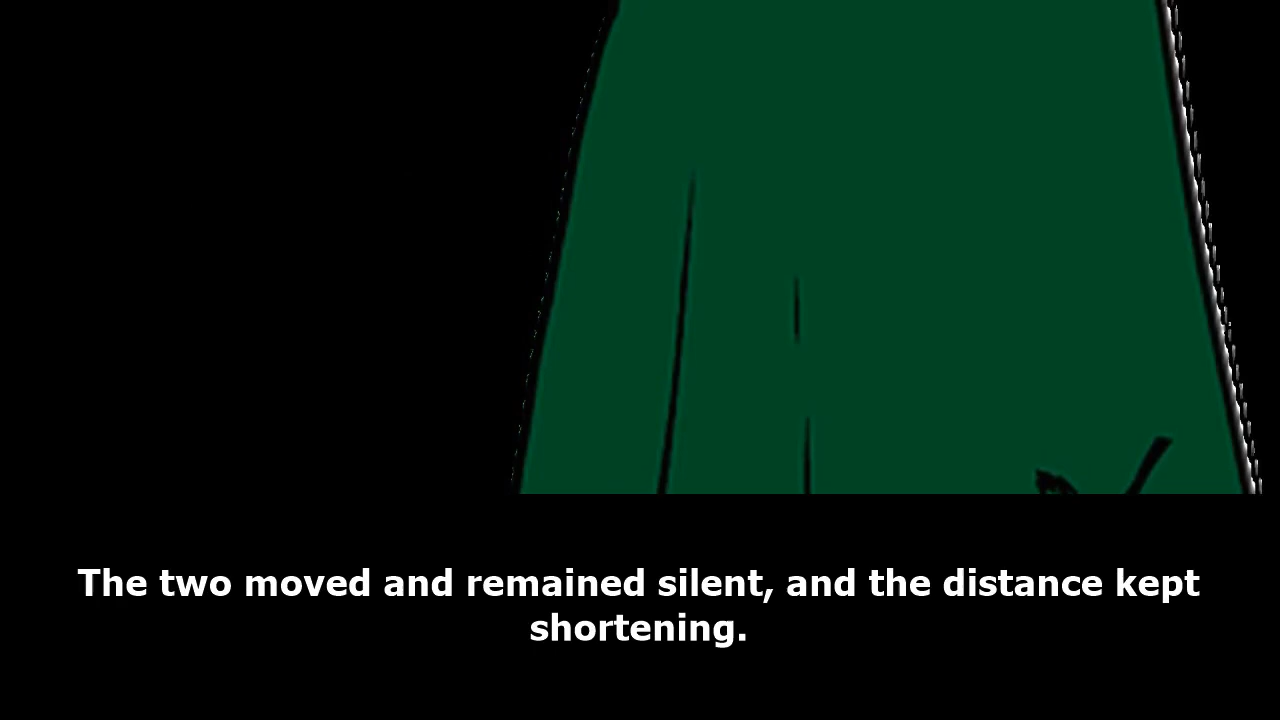 The two moved and remained silent, and the distance kept
shortening.